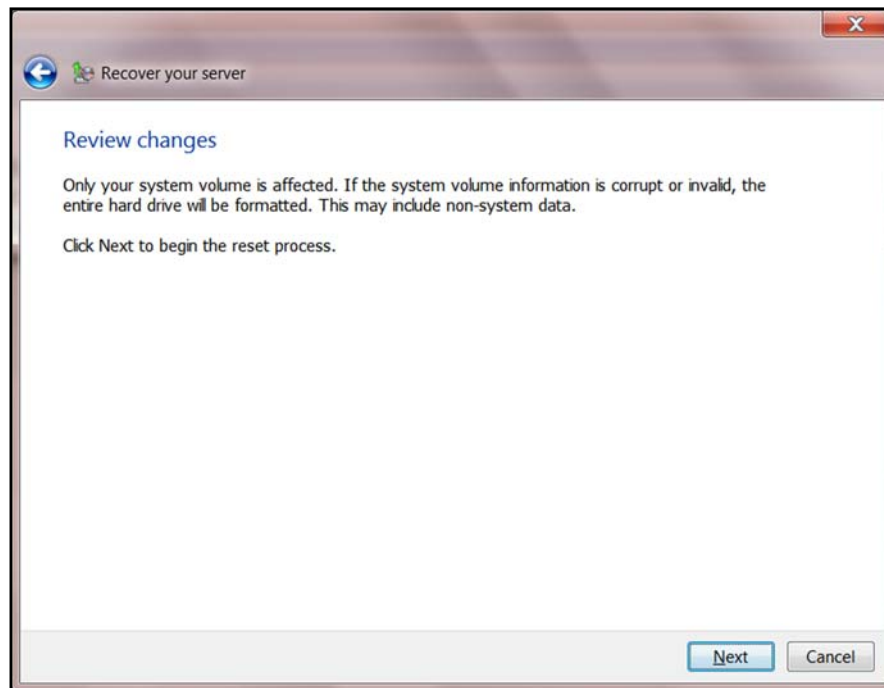 Recover your server
Review changes
Only your system volume is affected. If the system volume information is corrupt or invalid, the
entire hard drive will be formatted. This may include non-system data.
Click Next to begin the reset process.
Next
Cancel